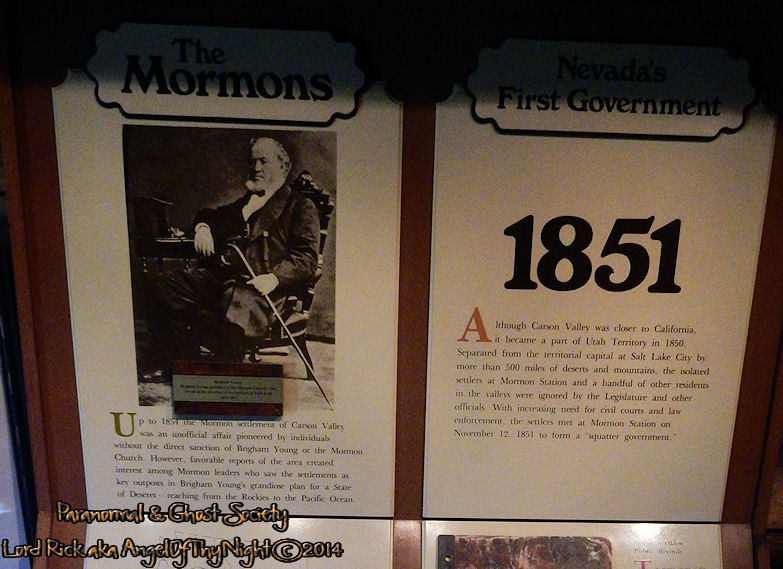 The
Mormons
Brigham Young
Up to 1854 the Mormon settlement of Carson Valley
was an unofficial affair pioneered by individuals
without the direct sanction of Brigham Young or the Mormon
Church. However, favorable reports of the area created
interest among Mormon leaders who saw the settlements as
key outposts in Brigham Young's grandiose plan for a State
of Deseret—reaching from the Rockies to the Pacific Ocean.
Nevada's
First Government
1851
Although Carson Valley was closer to California,
it became a part of Utah Territory in 1850.
Separated from the territorial capital at Salt Lake City by
more than 500 miles of deserts and mountains, the isolated
settlers at Mormon Station and a handful of other residents
in the valleys were ignored by the Legislature and other
officials. With increasing need for civil courts and law
enforcement, the settlers met at Mormon Station on
November 12, 1851 to form a "squatter government."
Public Records
Paranormal & Ghost Society
Lord Rick aka AngelOfThyNight © 2014